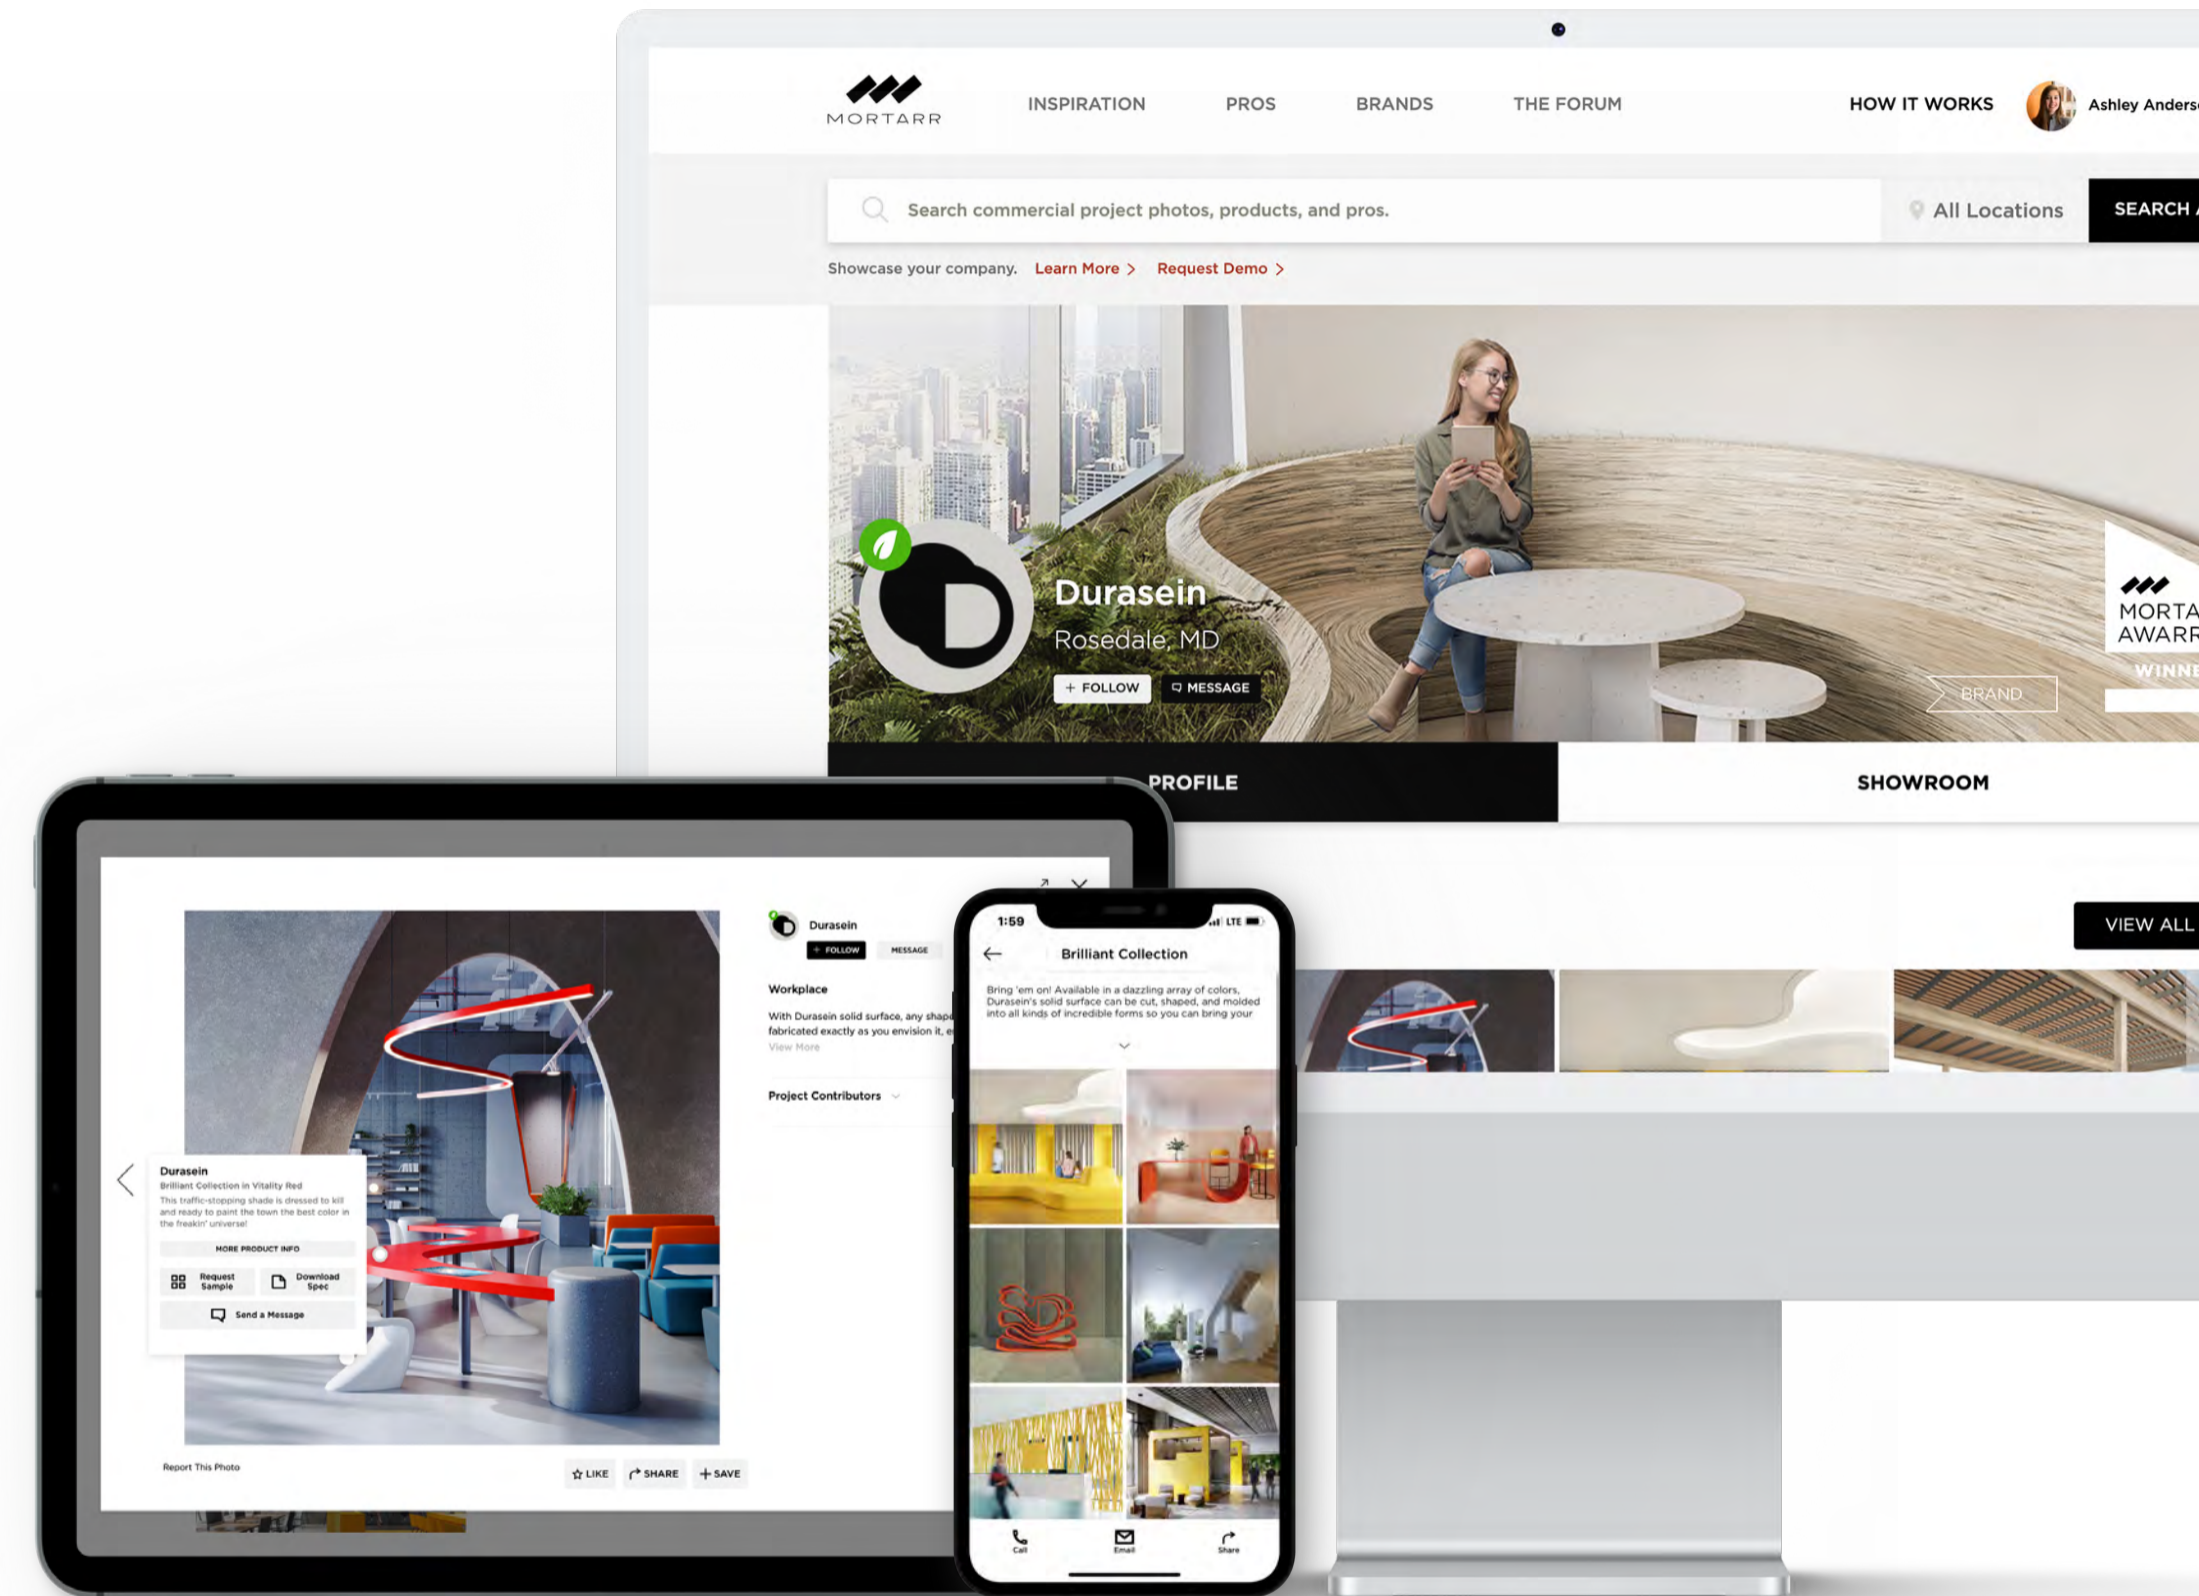 MORTARR
INSPIRATION
PROS
BRANDS
THE FORUM
HOW IT WORKS
Ashley Anders
Search commercial project photos, products, and pros.
All Locations
SEARCH A
Showcase your company. Learn More > Request Demo >
Durasein
Rosedale, MD
+ FOLLOW
MESSAGE
BRAND
MORTA
AWARR
WINNE
PROFILE
SHOWROOM
VIEW ALL
Durasein
+ FOLLOW
MESSAGE
Workplace
With Durasein solid surface, any shape
fabricated exactly as you envision it, e
View More
Project Contributors
Durasein
Brilliant Collection in Vitality Red
This traffic-stopping shade is dressed to kill
and ready to paint the town the best color in
the freakin' universe!
MORE PRODUCT INFO
Request
Sample
Download
Spec
Send a Message
Report This Photo
LIKE
SHARE
+ SAVE
1:59
LTE
Brilliant Collection
Bring 'em on! Available in a dazzling array of colors,
Durasein's solid surface can be cut, shaped, and molded
into all kinds of incredible forms so you can bring your
Call
Email
Share